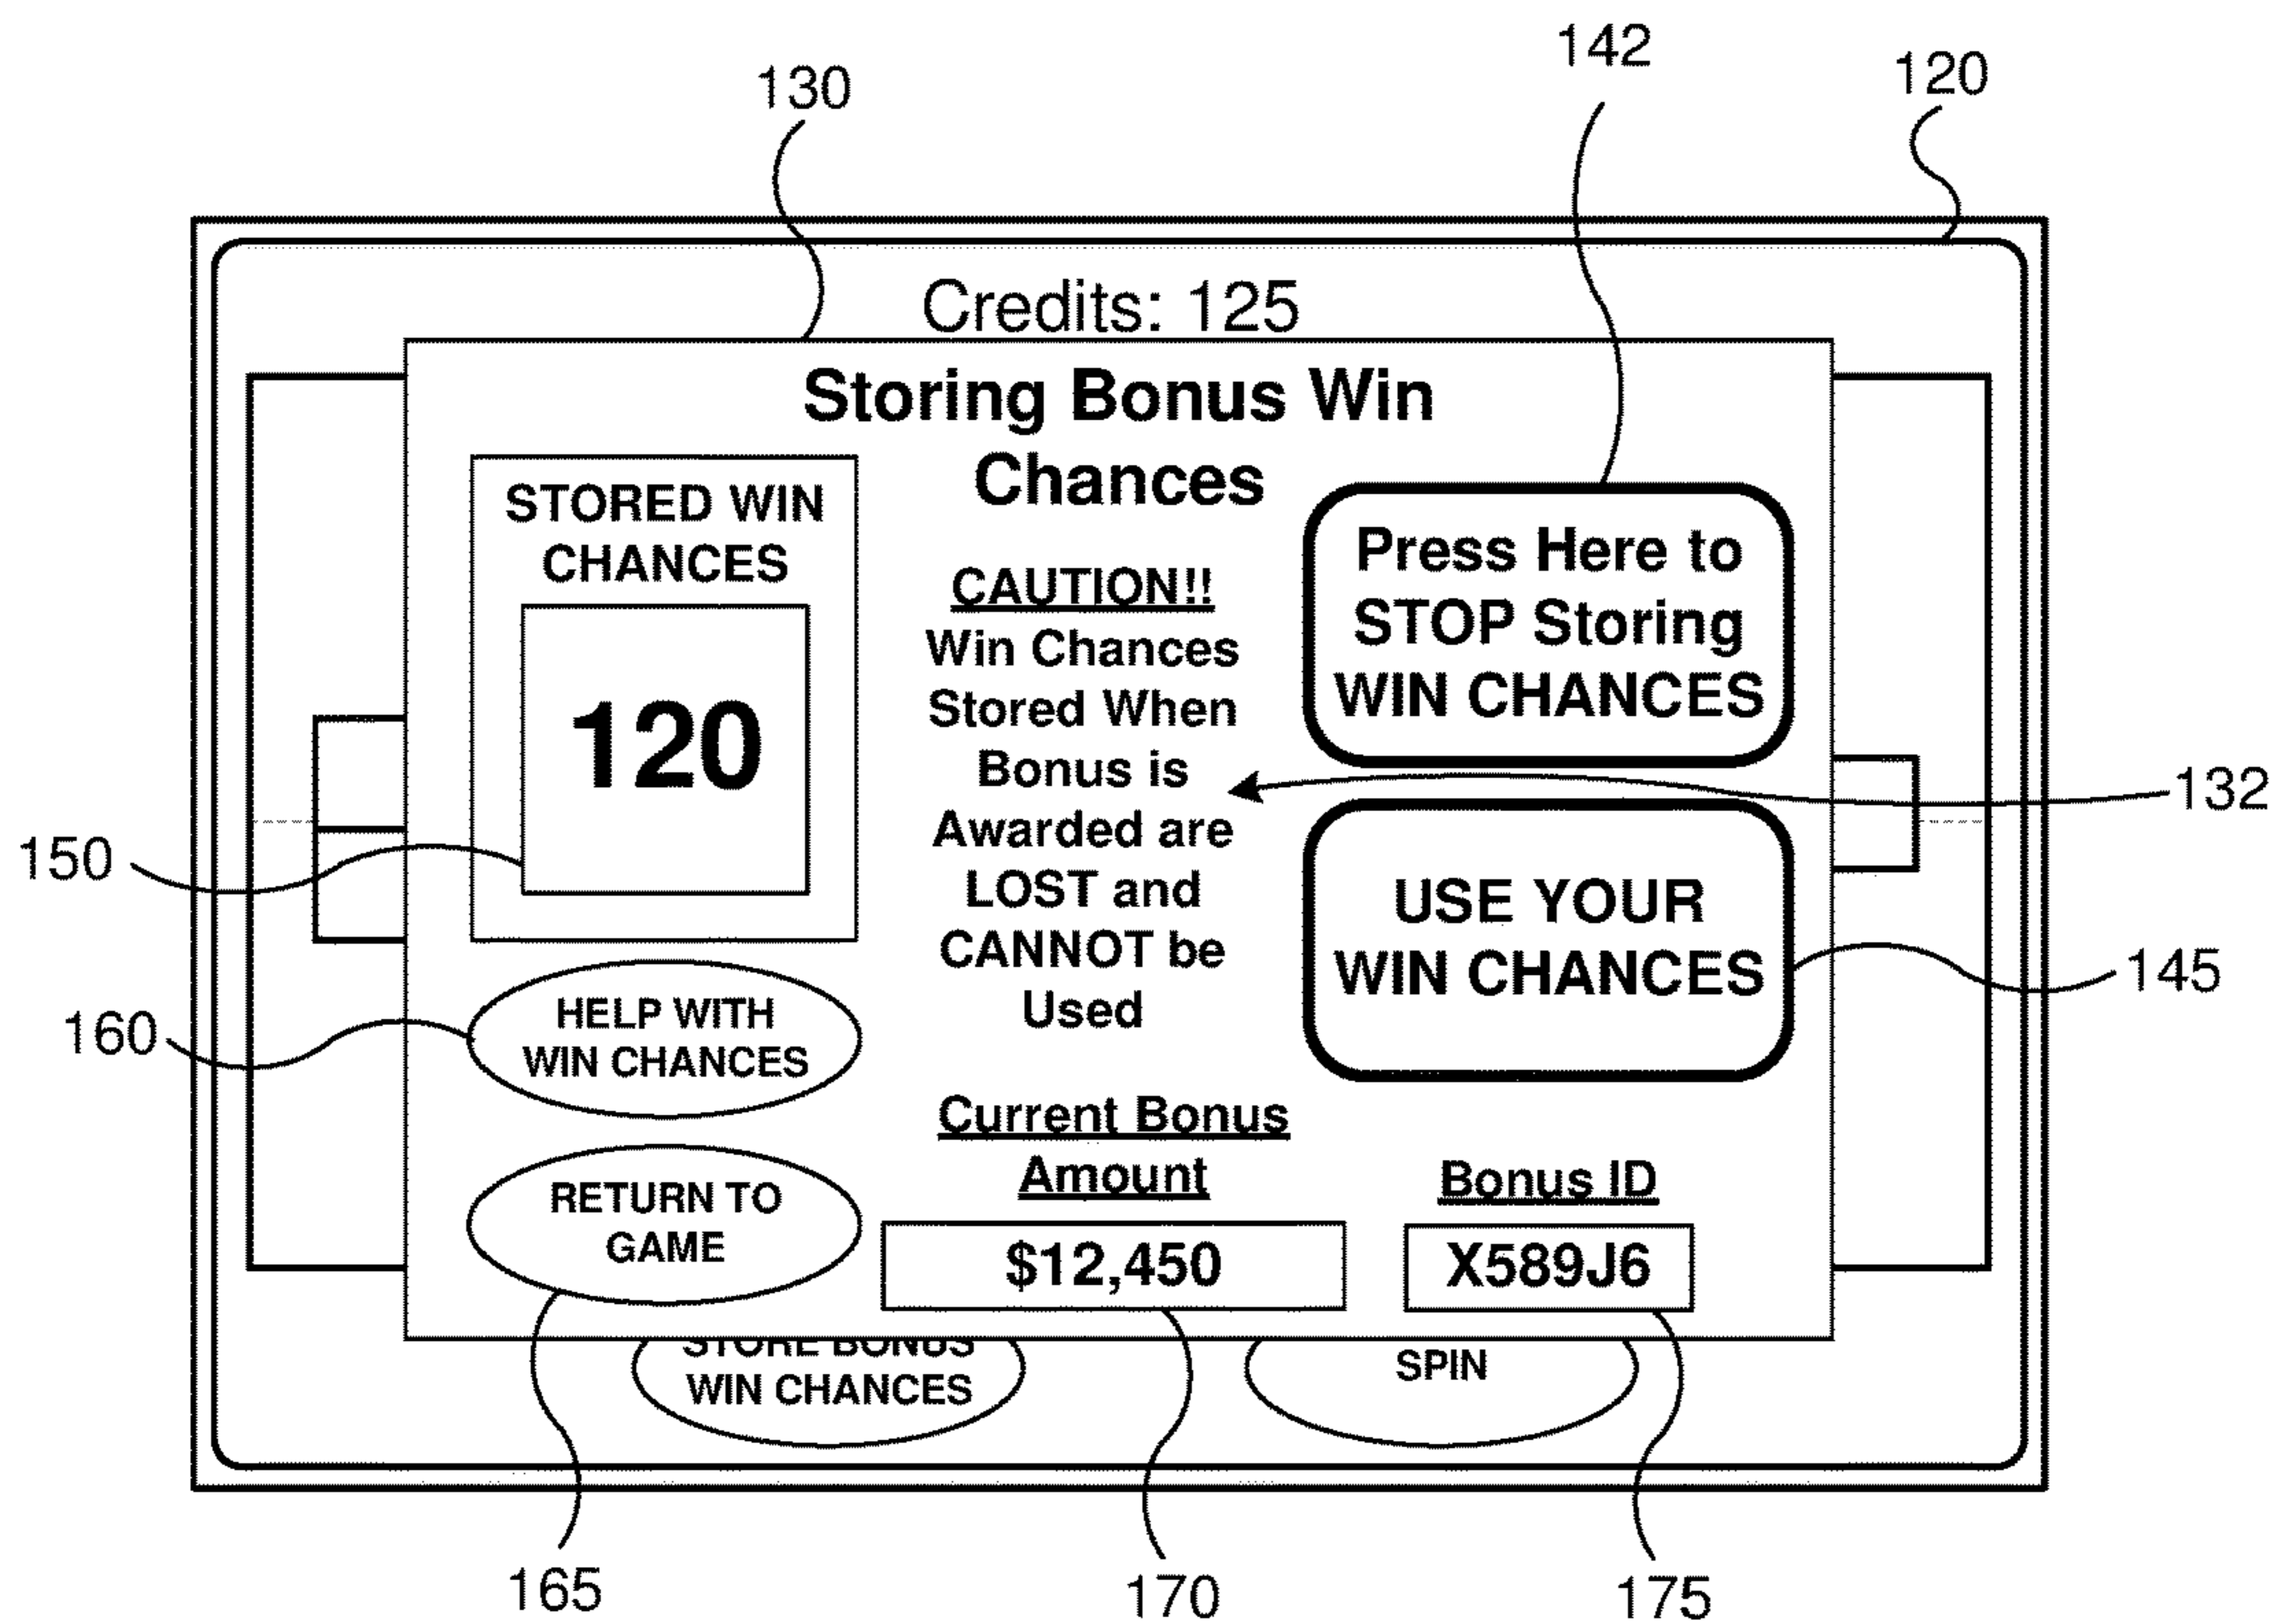 142
120
130
Credits: 125
Storing Bonus Win
Chances
STORED WIN
CHANCES
120
CAUTION!!
Win Chances
Stored When
Bonus is
Awarded are
LOST and
CANNOT be
Used
Press Here to
STOP Storing
WIN CHANCES
132
USE YOUR
WIN CHANCES
145
150
160
HELP WITH
WIN CHANCES
RETURN TO
GAME
Current Bonus
Amount
$12,450
Bonus ID
X589J6
STORE BONUS
WIN CHANCES
SPIN
165
170
175